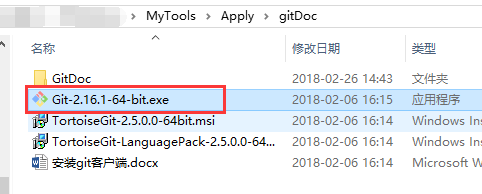 MyTools > Apply > gitDoc
名称 修改日期 类型
GitDoc 2018-02-26 14:43 文件夹
Git-2.16.1-64-bit.exe 2018-02-06 16:15 应用程序
TortoiseGit-2.5.0.0-64bit.msi 2018-02-06 16:14 Windows Ins
TortoiseGit-LanguagePack-2.5.0.0-64... 2018-02-06 16:14 Windows Ins
安装git客户端.docx 2018-02-06 16:14 Microsoft W